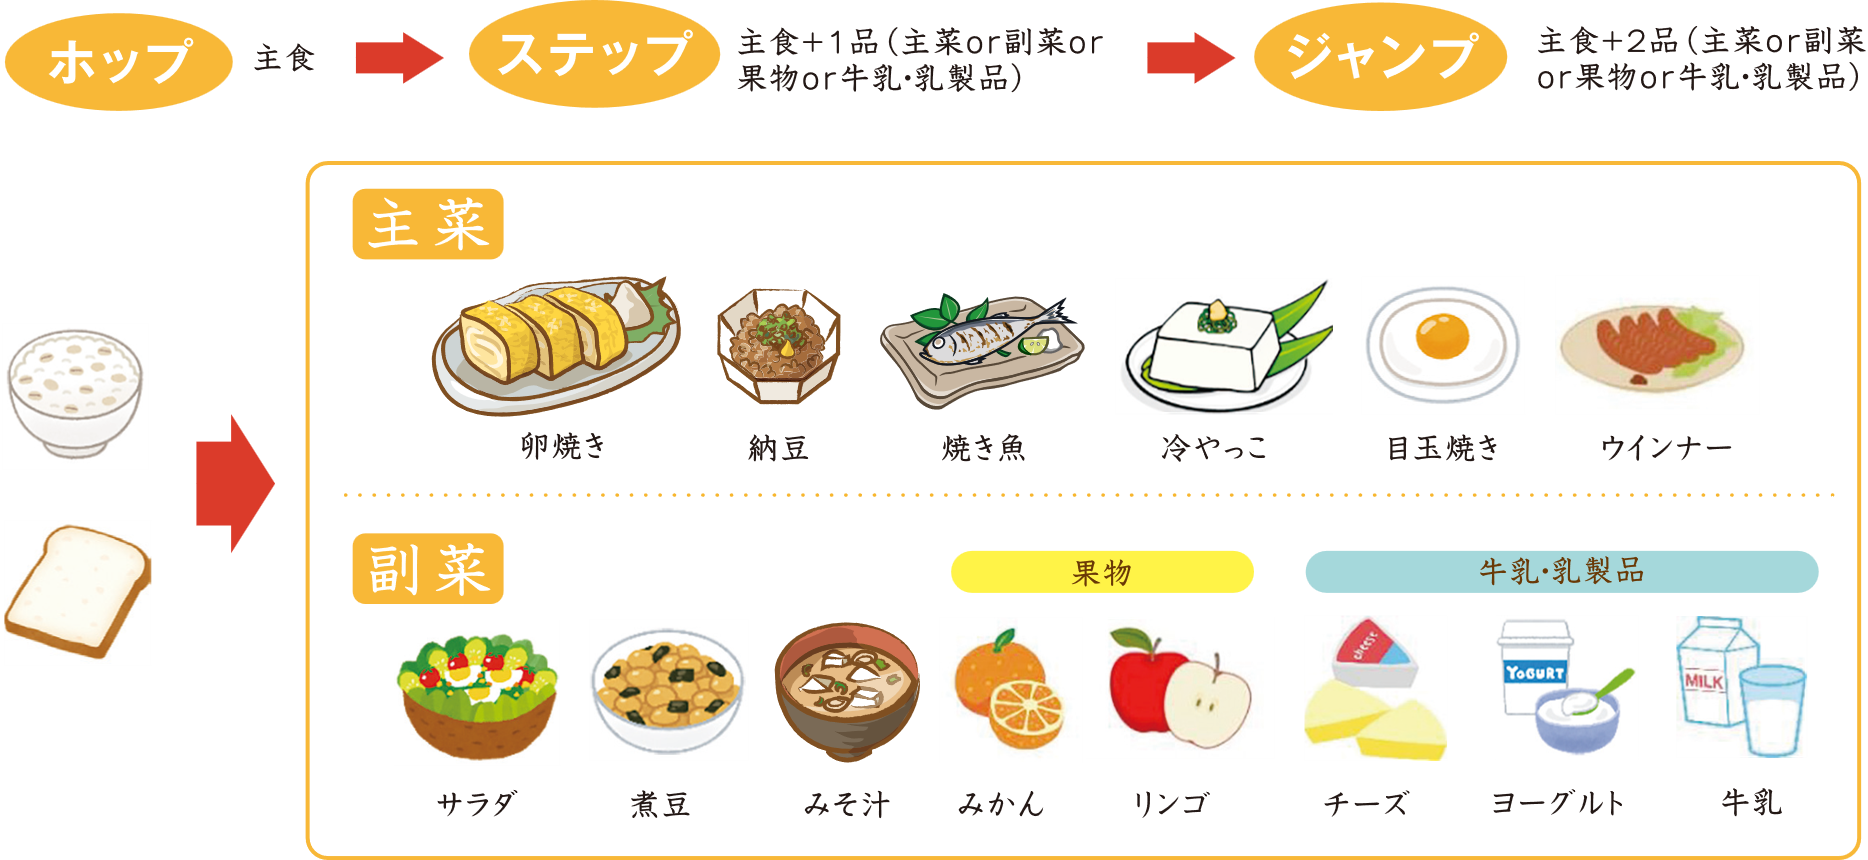 ホップ
主食
ステップ
主食+1品(主菜or副菜or
果物or牛乳・乳製品)
ジャンプ
主食+2品(主菜or副菜
or果物or牛乳・乳製品)
主菜
卵焼き
納豆
焼き魚
冷やっこ
目玉焼き
ウインナー
副菜
果物
牛乳・乳製品
cheese
YOGURT
MILK
サラダ
煮豆
みそ汁
みかん
リンゴ
チーズ
ヨーグルト
牛乳